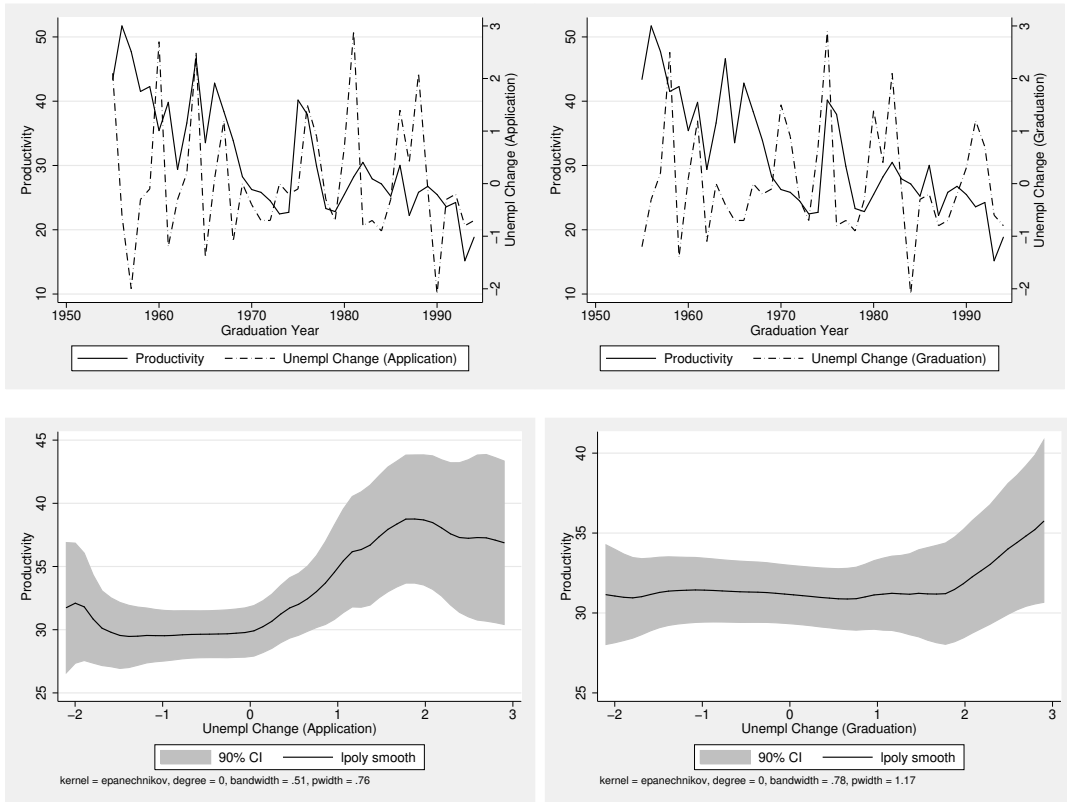 Productivity
10 20 30 40 50
Unempl Change (Application)
−2 −1 0 1 2 3
1950 1960 1970 1980 1990
Graduation Year
Productivity Unempl Change (Application)
Productivity
10 20 30 40 50
Unempl Change (Graduation)
−2 −1 0 1 2 3
1950 1960 1970 1980 1990
Graduation Year
Productivity Unempl Change (Graduation)
Productivity
25 30 35 40 45
−2 −1 0 1 2 3
Unempl Change (Application)
90% CI lpoly smooth
kernel = epanechnikov, degree = 0, bandwidth = .51, pwidth = .76
Productivity
25 30 35 40
−2 −1 0 1 2 3
Unempl Change (Graduation)
90% CI lpoly smooth
kernel = epanechnikov, degree = 0, bandwidth = .78, pwidth = 1.17